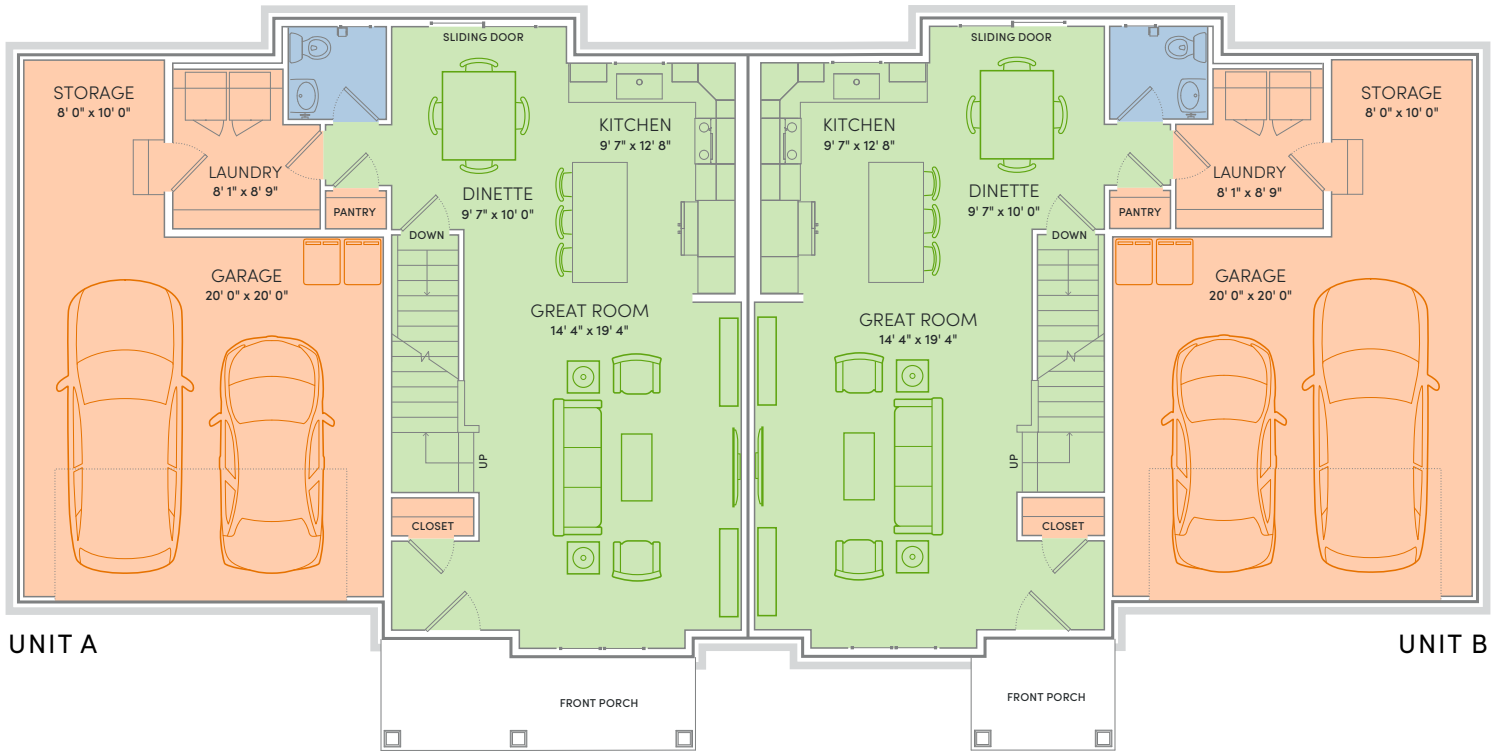 SLIDING DOOR
STORAGE
8' 0" x 10' 0"
KITCHEN
9' 7" x 12' 8"
LAUNDRY
8' 1" x 8' 9"
DINETTE
9' 7" x 10' 0"
PANTRY
DOWN
GARAGE
20' 0" x 20' 0"
GREAT ROOM
14' 4" x 19' 4"
UP
CLOSET
UNIT A
FRONT PORCH
SLIDING DOOR
STORAGE
8' 0" x 10' 0"
KITCHEN
9' 7" x 12' 8"
LAUNDRY
8' 1" x 8' 9"
DINETTE
9' 7" x 10' 0"
PANTRY
DOWN
GARAGE
20' 0" x 20' 0"
GREAT ROOM
14' 4" x 19' 4"
UP
CLOSET
UNIT B
FRONT PORCH